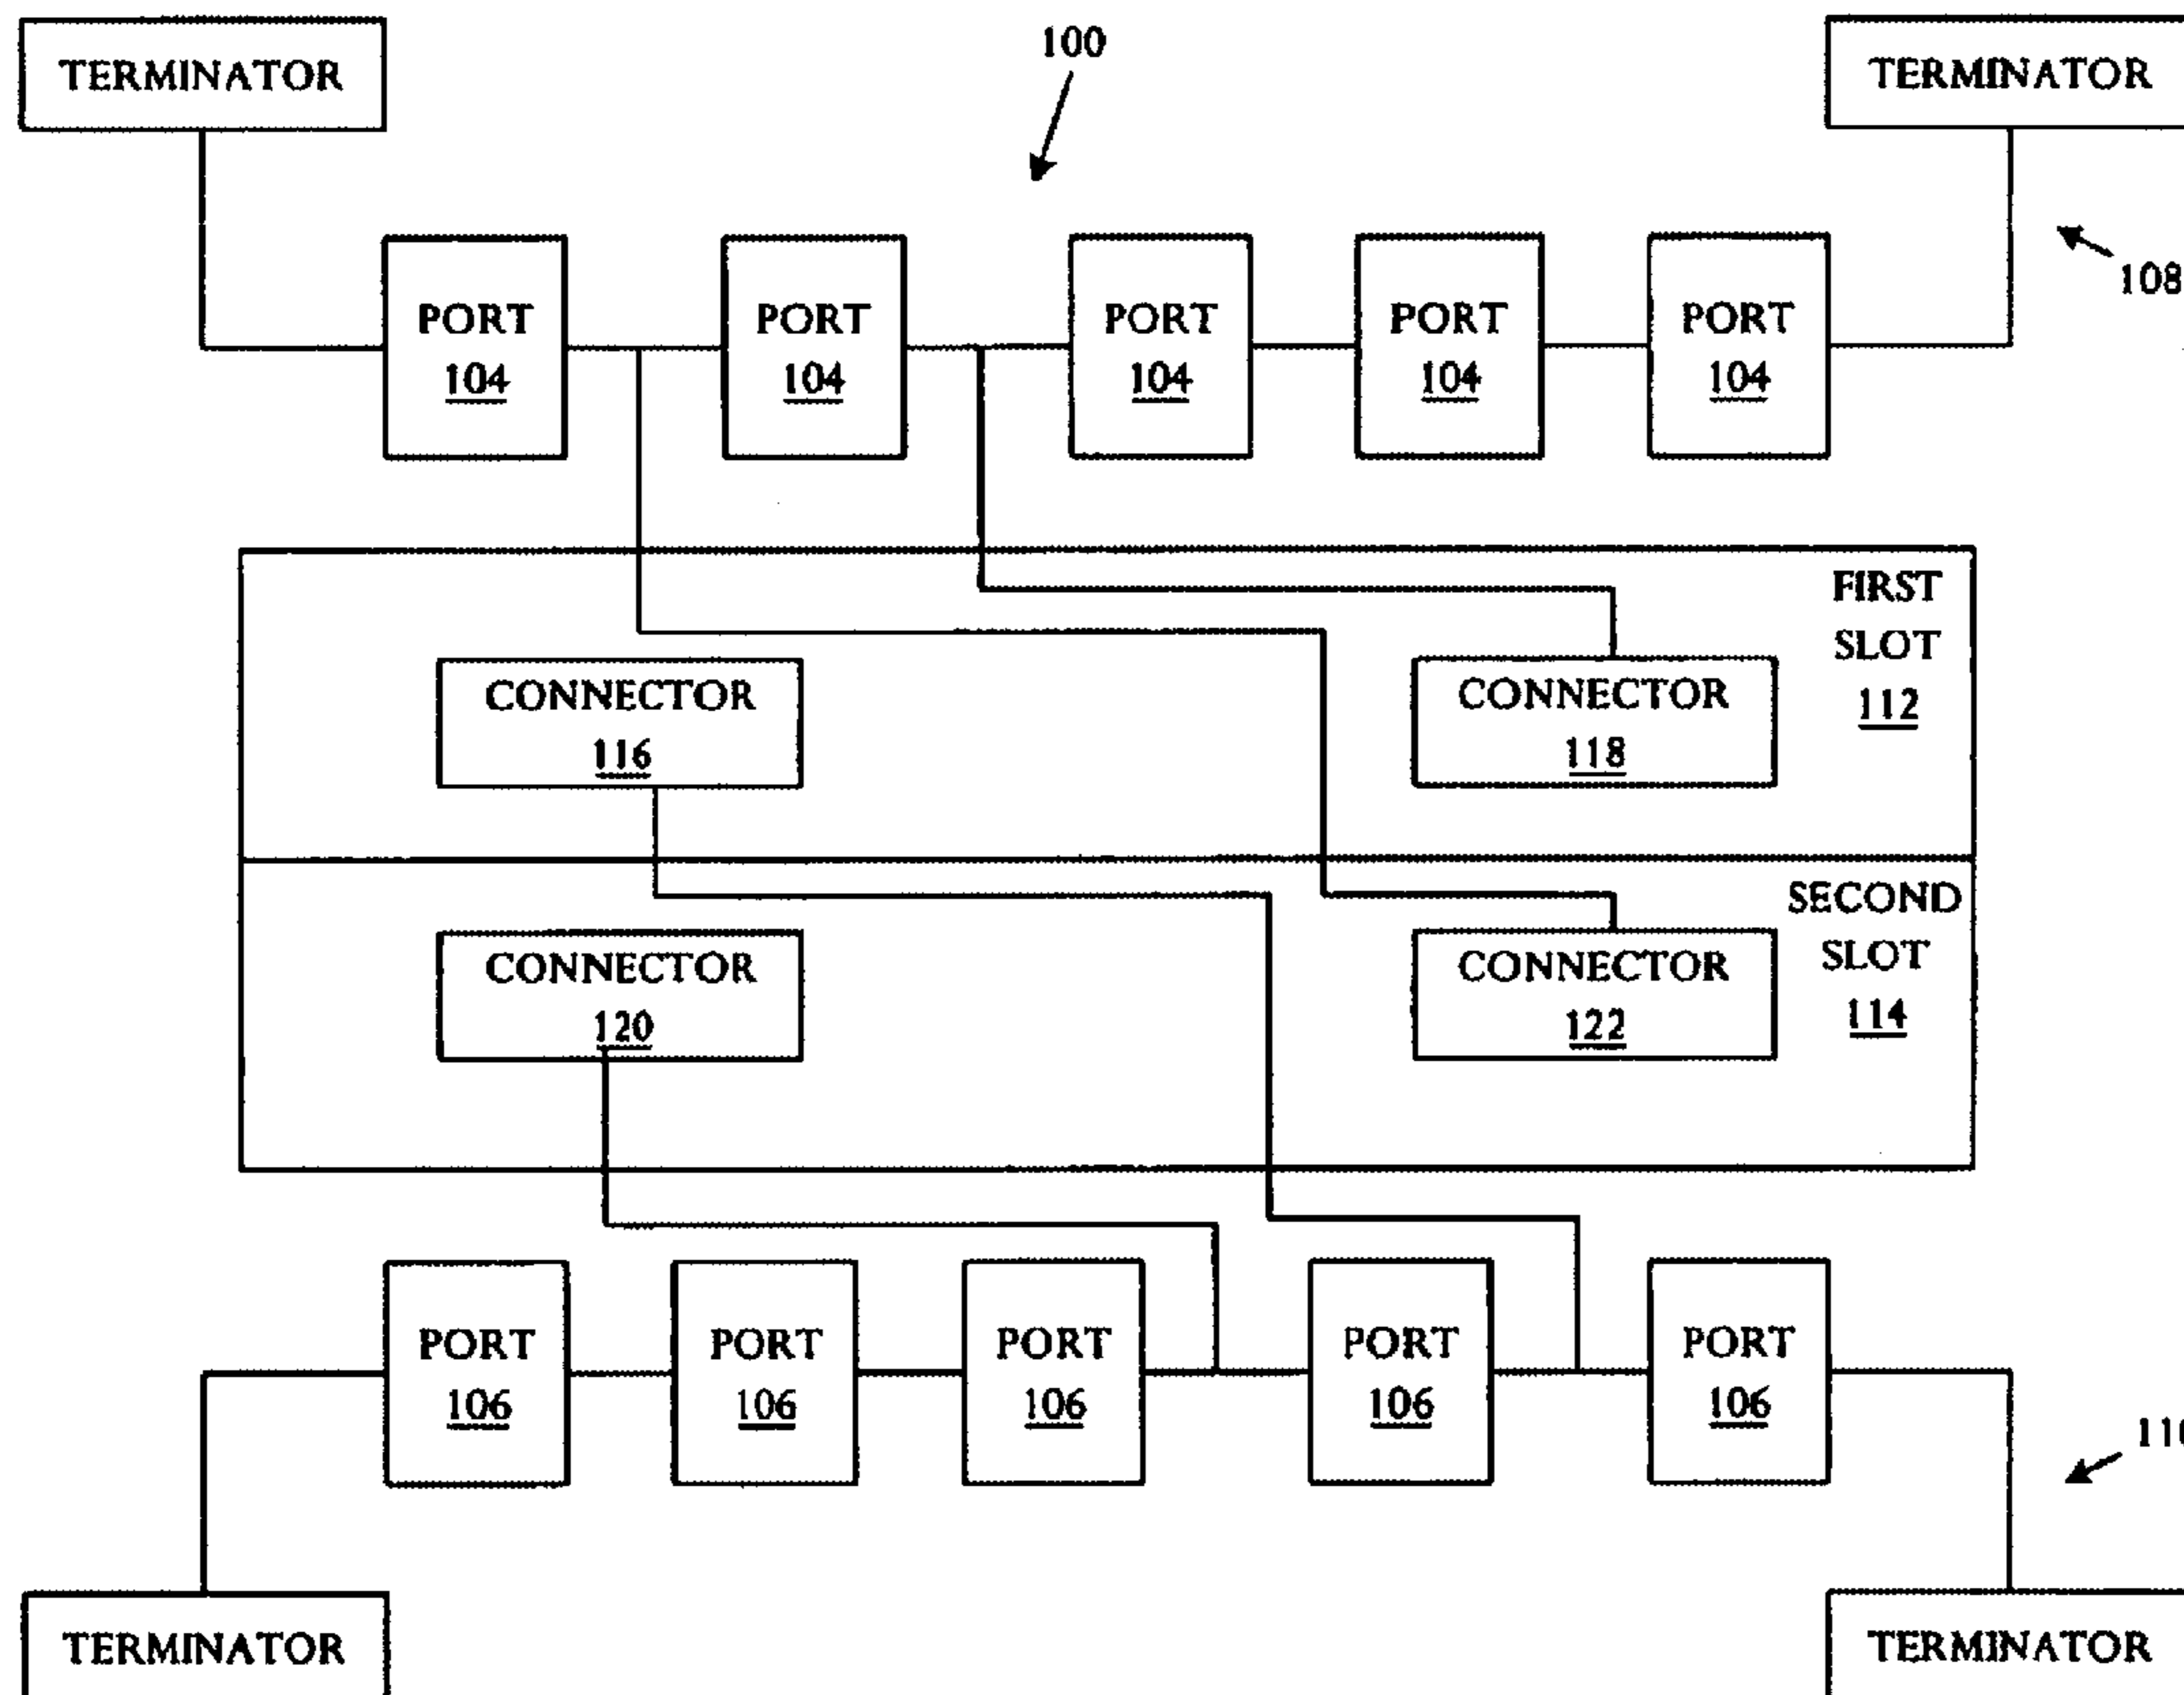 TERMINATOR
100
TERMINATOR
108
PORT
104
PORT
104
PORT
104
PORT
104
PORT
104
FIRST
SLOT
112
CONNECTOR
116
CONNECTOR
118
SECOND
SLOT
114
CONNECTOR
120
CONNECTOR
122
PORT
106
PORT
106
PORT
106
PORT
106
PORT
106
TERMINATOR
TERMINATOR